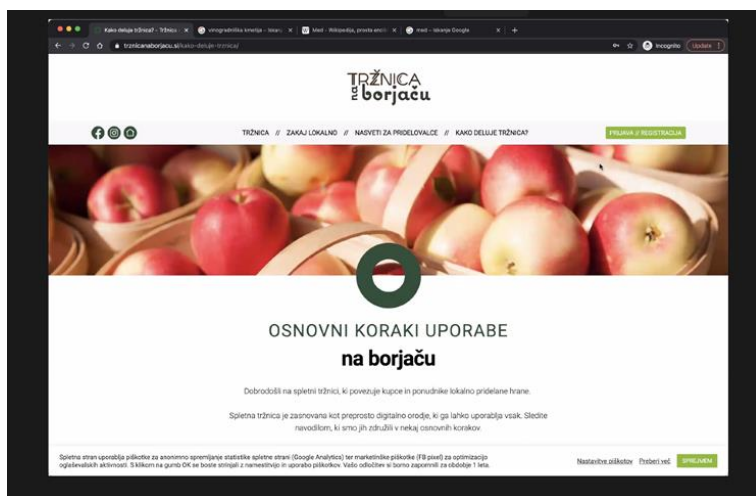 Kako deluje tržnica? - Tržnica
vinogradniška kmetija - Iskan
Med - Wikipedija, prosta encik
med - Iskanje Google
trznicanaborjacu.si/kako-deluje-trznica/
Incognito
Update
TRŽNICA
na borjaču
TRŽNICA // ZAKAJ LOKALNO // NASVETI ZA PRIDELOVALCE // KAKO DELUJE TRŽNICA?
PRIJAVA // REGISTRACIJA
OSNOVNI KORAKI UPORABE
na borjaču
Dobrodošli na spletni tržnici, ki povezuje kupce in ponudnike lokalno pridelane hrane.
Spletna tržnica je zasnovana kot preprosto digitalno orodje, ki ga lahko uporablja vsak. Sledite
navodilom, ki smo jih združili v nekaj osnovnih korakov.
Spletna stran uporablja piškotke za anonimno spremljanje statistike spletne strani (Google Analytics) ter marketinške piškotke (FB pixel) za optimizacijo
oglaševalskih aktivnosti. S klikom na gumb OK se boste strinjali z namestitvijo in uporabo piškotkov. Vašo odločitev si bomo zapomnili za obdobje 1 leta.
Nastavitve piškotov
Preberi več
SPREJMEM